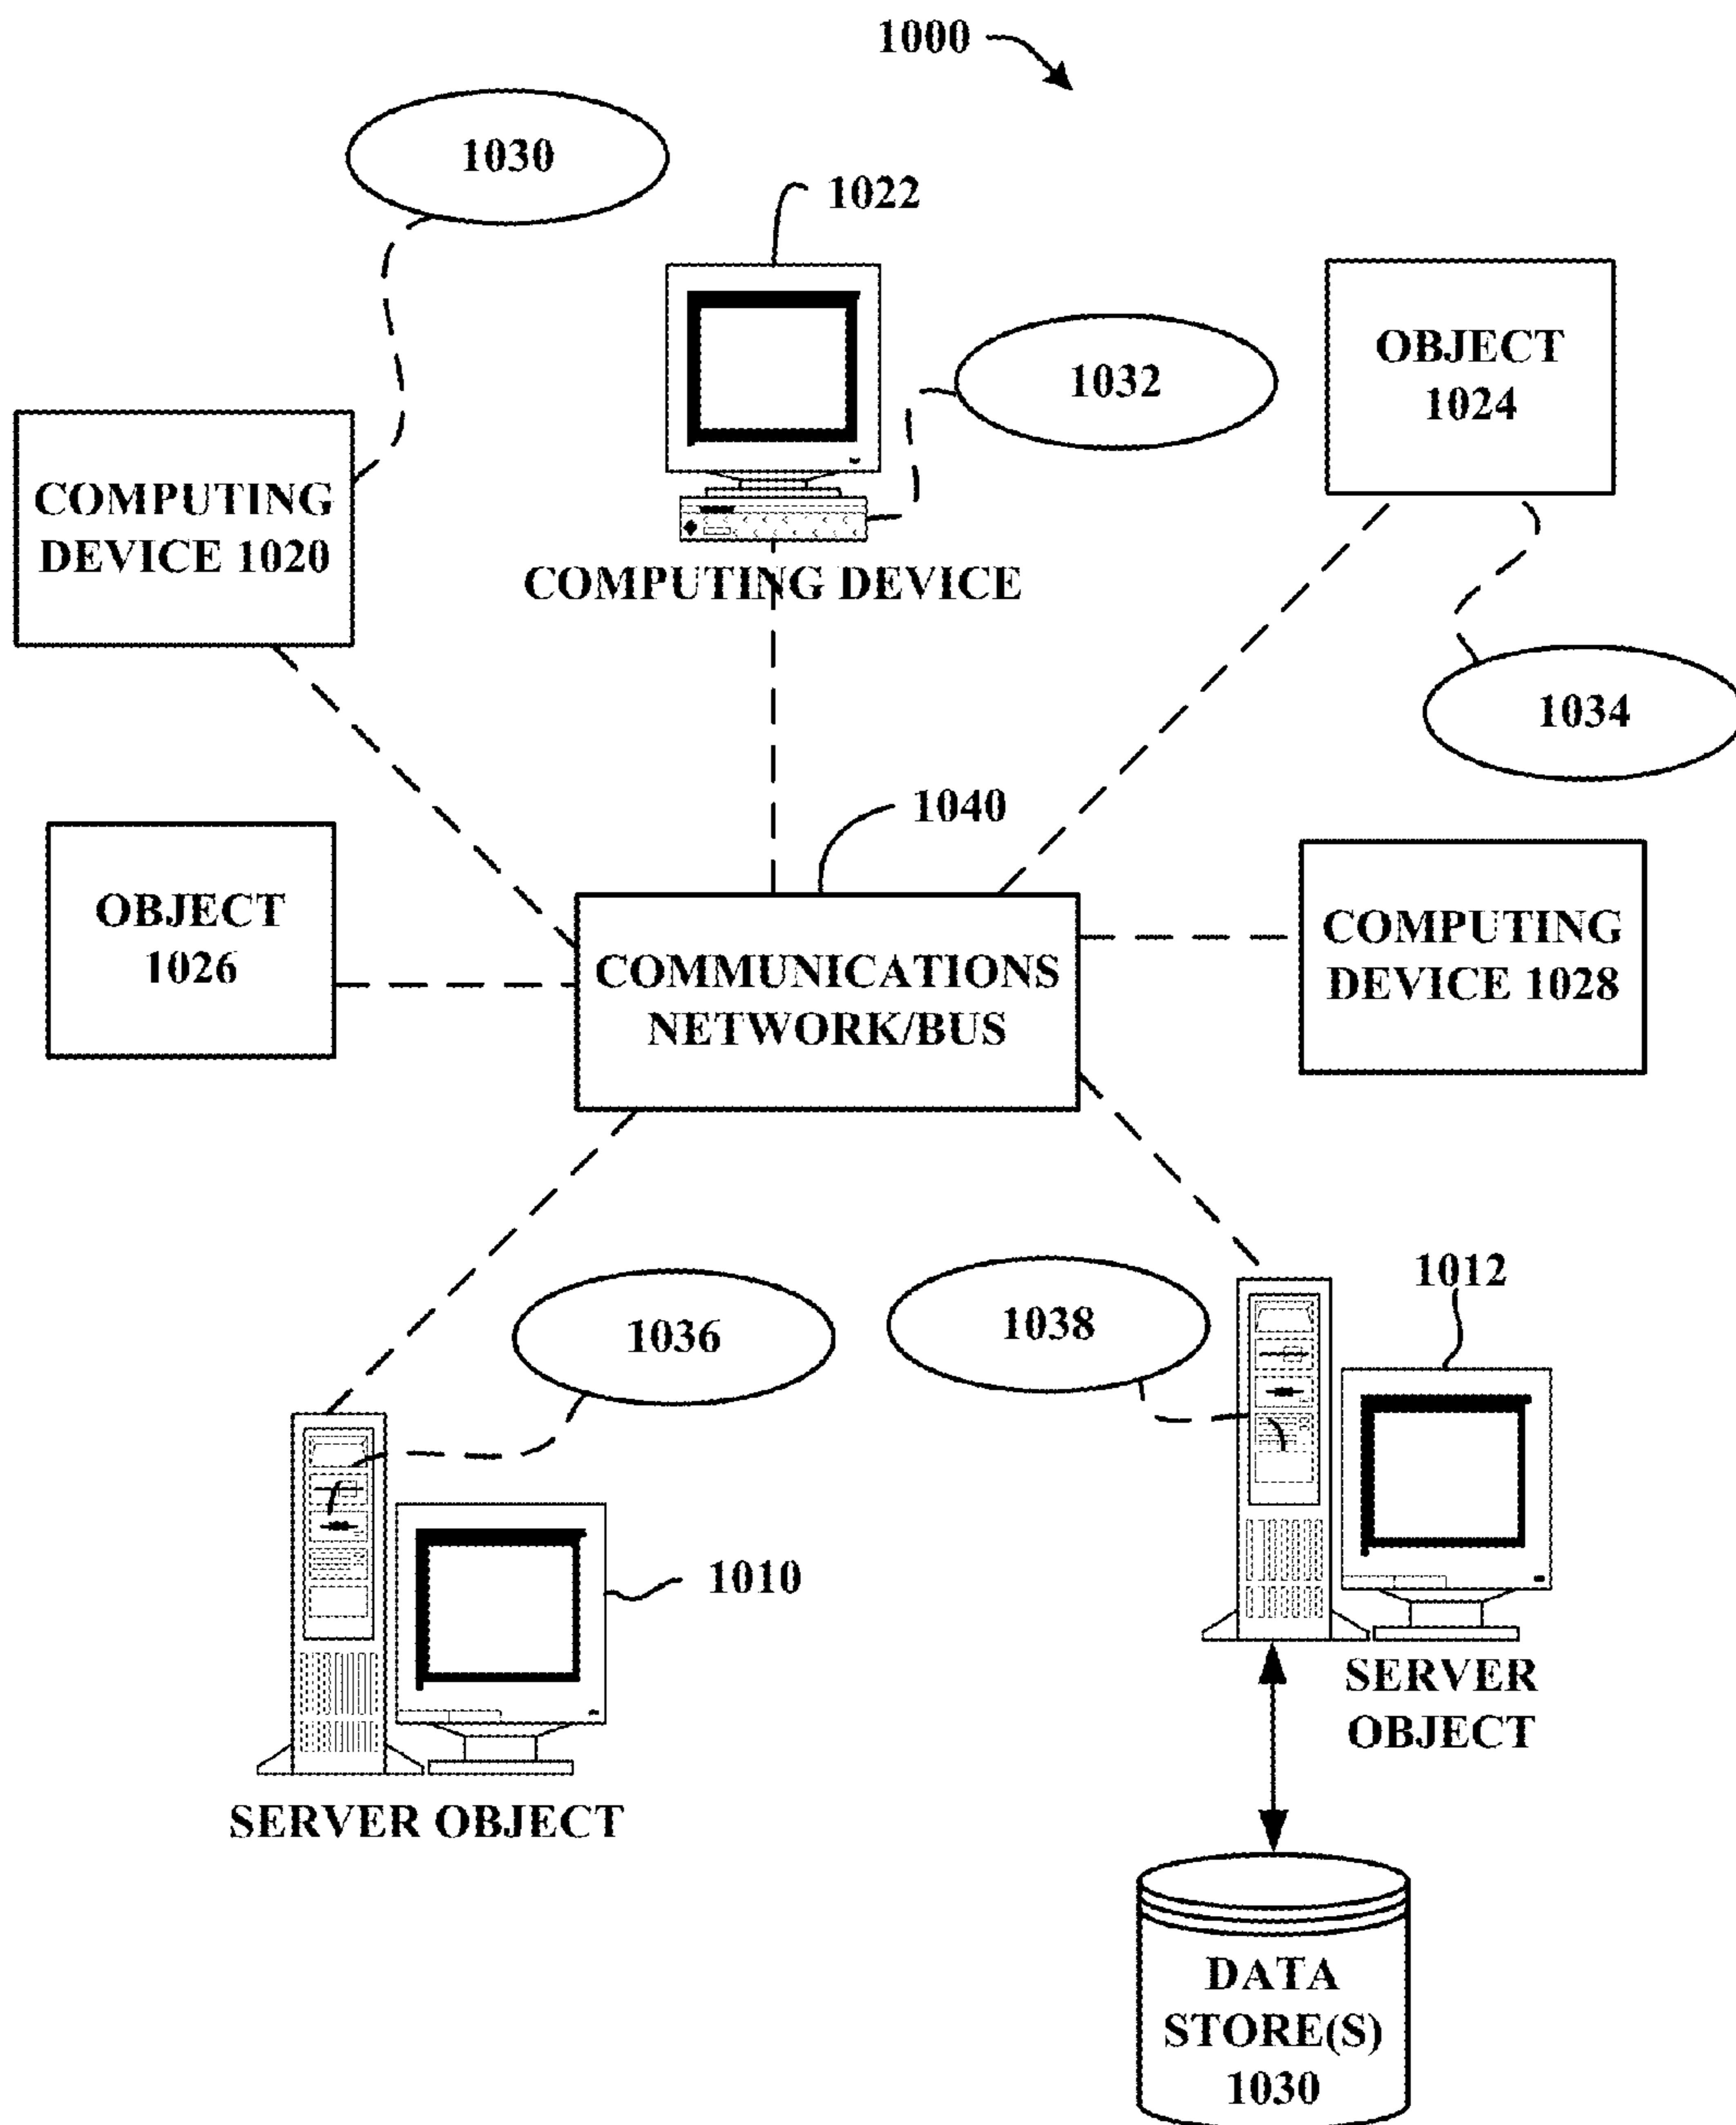 1000
1030
1022
1032
OBJECT
1024
COMPUTING
DEVICE 1020
COMPUTING DEVICE
1034
1040
OBJECT
1026
COMMUNICATIONS
NETWORK/BUS
COMPUTING
DEVICE 1028
1036
1038
1012
1010
SERVER OBJECT
SERVER
OBJECT
DATA
STORE(S)
1030